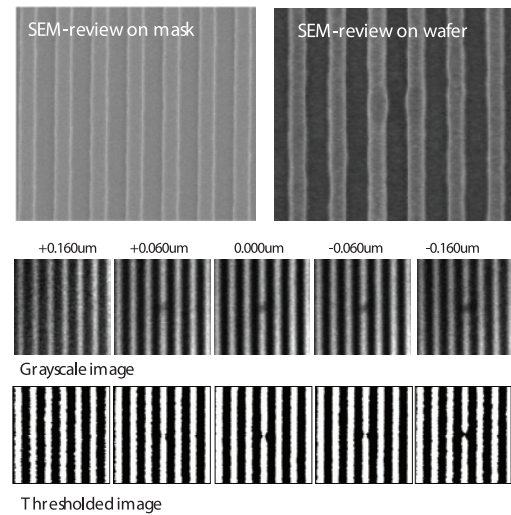 SEM-review on mask
SEM-review on wafer
+0.160um +0.060um 0.000um -0.060um -0.160um
Grayscale image
Thresholded image